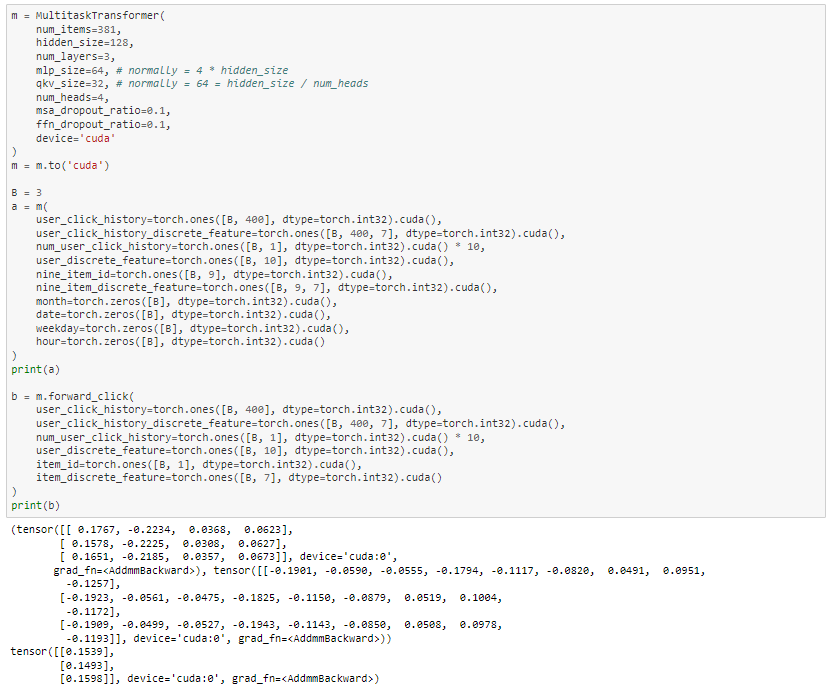 m = MultitaskTransformer(
    num_items=381,
    hidden_size=128,
    num_layers=3,
    mlp_size=64, # normally = 4 * hidden_size
    qkv_size=32, # normally = 64 = hidden_size / num_heads
    num_heads=4,
    msa_dropout_ratio=0.1,
    ffn_dropout_ratio=0.1,
    device='cuda'
)
m = m.to('cuda')

B = 3
a = m(
    user_click_history=torch.ones([B, 400], dtype=torch.int32).cuda(),
    user_click_history_discrete_feature=torch.ones([B, 400, 7], dtype=torch.int32).cuda(),
    num_user_click_history=torch.ones([B, 1], dtype=torch.int32).cuda() * 10,
    user_discrete_feature=torch.ones([B, 10], dtype=torch.int32).cuda(),
    nine_item_id=torch.ones([B, 9], dtype=torch.int32).cuda(),
    nine_item_discrete_feature=torch.ones([B, 9, 7], dtype=torch.int32).cuda(),
    month=torch.zeros([B], dtype=torch.int32).cuda(),
    date=torch.zeros([B], dtype=torch.int32).cuda(),
    weekday=torch.zeros([B], dtype=torch.int32).cuda(),
    hour=torch.zeros([B], dtype=torch.int32).cuda()
)
print(a)

b = m.forward_click(
    user_click_history=torch.ones([B, 400], dtype=torch.int32).cuda(),
    user_click_history_discrete_feature=torch.ones([B, 400, 7], dtype=torch.int32).cuda(),
    num_user_click_history=torch.ones([B, 1], dtype=torch.int32).cuda() * 10,
    user_discrete_feature=torch.ones([B, 10], dtype=torch.int32).cuda(),
    item_id=torch.ones([B, 1], dtype=torch.int32).cuda(),
    item_discrete_feature=torch.ones([B, 7], dtype=torch.int32).cuda()
)
print(b)
(tensor([[ 0.1767, -0.2234,  0.0368,  0.0623],
        [ 0.1578, -0.2225,  0.0308,  0.0627],
        [ 0.1651, -0.2185,  0.0357,  0.0673]], device='cuda:0',
       grad_fn=<AddmmBackward>), tensor([[-0.1901, -0.0590, -0.0555, -0.1794, -0.1117, -0.0820,  0.0491,  0.0951,
         -0.1257],
        [-0.1923, -0.0561, -0.0475, -0.1825, -0.1150, -0.0879,  0.0519,  0.1004,
         -0.1172],
        [-0.1909, -0.0499, -0.0527, -0.1943, -0.1143, -0.0850,  0.0508,  0.0978,
         -0.1193]], device='cuda:0', grad_fn=<AddmmBackward>))
tensor([[0.1539],
        [0.1493],
        [0.1598]], device='cuda:0', grad_fn=<AddmmBackward>)